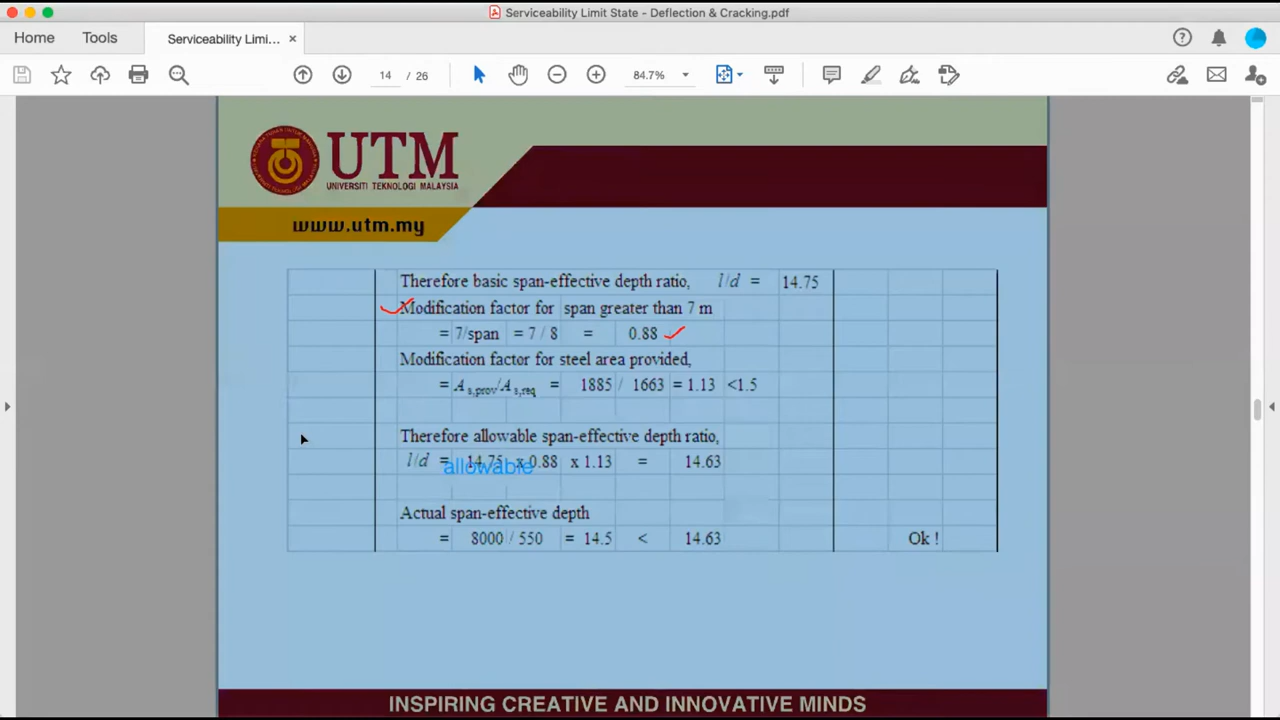 Serviceability Limit State - Deflection & Cracking.pdf
Home Tools Serviceability Limi... ×
14 / 26 84.7%
UTM
UNIVERSITI TEKNOLOGI MALAYSIA
www.utm.my
Therefore basic span-effective depth ratio, l/d = 14.75
Modification factor for span greater than 7 m
= 7/span = 7 / 8 = 0.88
Modification factor for steel area provided,
= As,prov/As,req = 1885 / 1663 = 1.13 <1.5
Therefore allowable span-effective depth ratio,
l/d = 14.75 x 0.88 x 1.13 = 14.63
allowable
Actual span-effective depth
= 8000 / 550 = 14.5 < 14.63 Ok !
INSPIRING CREATIVE AND INNOVATIVE MINDS